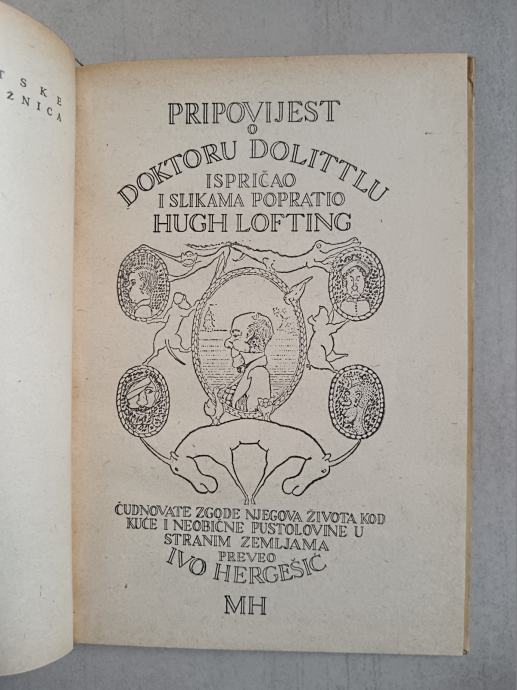 T S K E
Ž N I C A
PRIPOVIJEST
O
DOKTORU DOLITTLU
ISPRIČAO
I SLIKAMA POPRATIO
HUGH LOFTING
ČUDNOVATE ZGODE NJEGOVA ŽIVOTA KOD
KUĆE I NEOBIČNE PUSTOLOVINE U
STRANIM ZEMLJAMA
PREVEO
IVO HERGEŠIĆ
MH